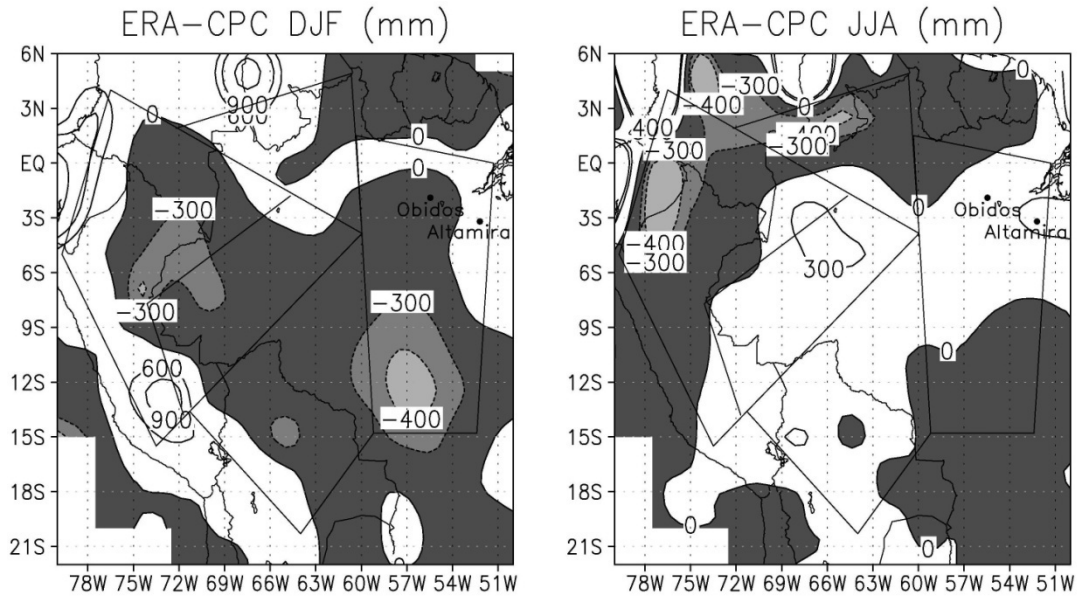 ERA-CPC DJF (mm)
6N
3N
EQ
3S
6S
9S
12S
15S
18S
21S
78W 75W 72W 69W 66W 63W 60W 57W 54W 51W
900
0
0
0
-300
Obidos
Altamira
-300
-300
600
900
-400
0
ERA-CPC JJA (mm)
6N
3N
EQ
3S
6S
9S
12S
15S
18S
21S
78W 75W 72W 69W 66W 63W 60W 57W 54W 51W
-300
0
-400
0
400
-400
-300
-300
0
Obidos
Altamira
-400
-300
300
0
0
0